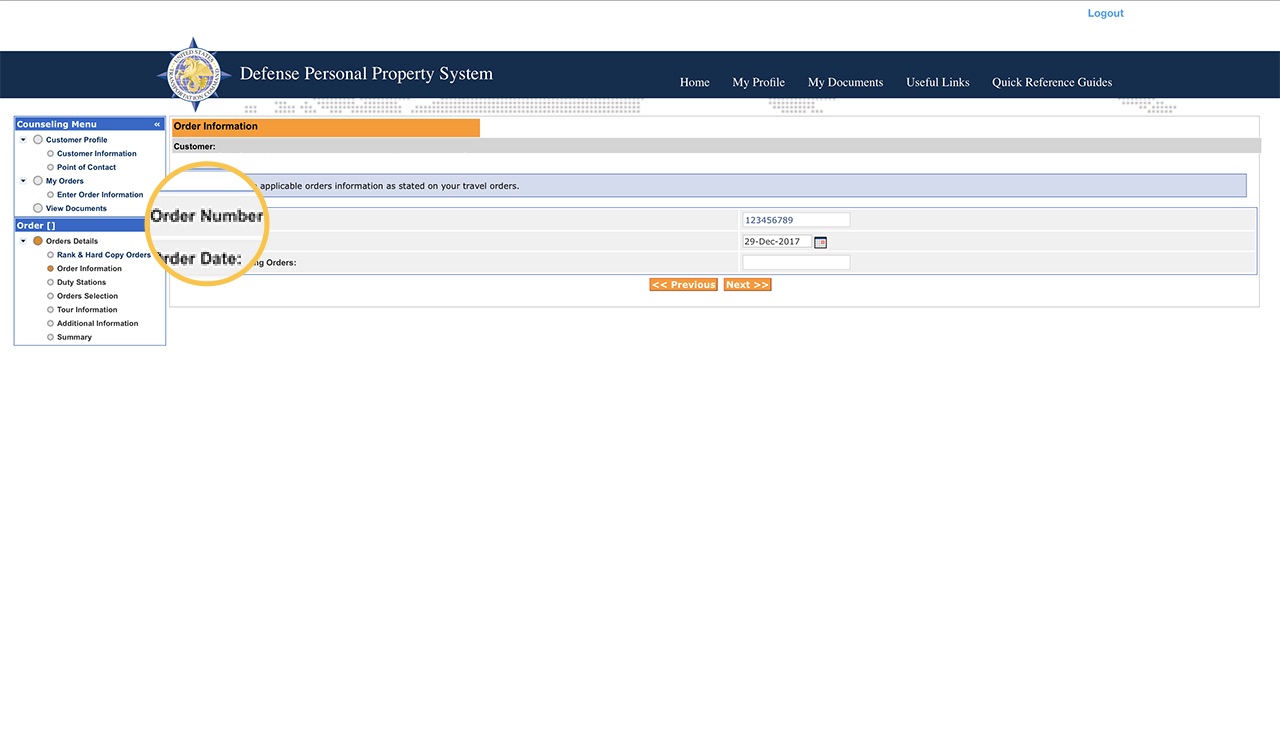 Logout
Defense Personal Property System
Home My Profile My Documents Useful Links Quick Reference Guides
Counseling Menu «
Customer Profile
Customer Information
Point of Contact
My Orders
Enter Order Information
View Documents
Order []
Orders Details
Rank & Hard Copy Orders
Order Information
Duty Stations
Orders Selection
Tour Information
Additional Information
Summary
Order Information
Customer:
applicable orders information as stated on your travel orders.
Order Number
123456789
Order Date:
29-Dec-2017
Orders:
<< Previous Next >>